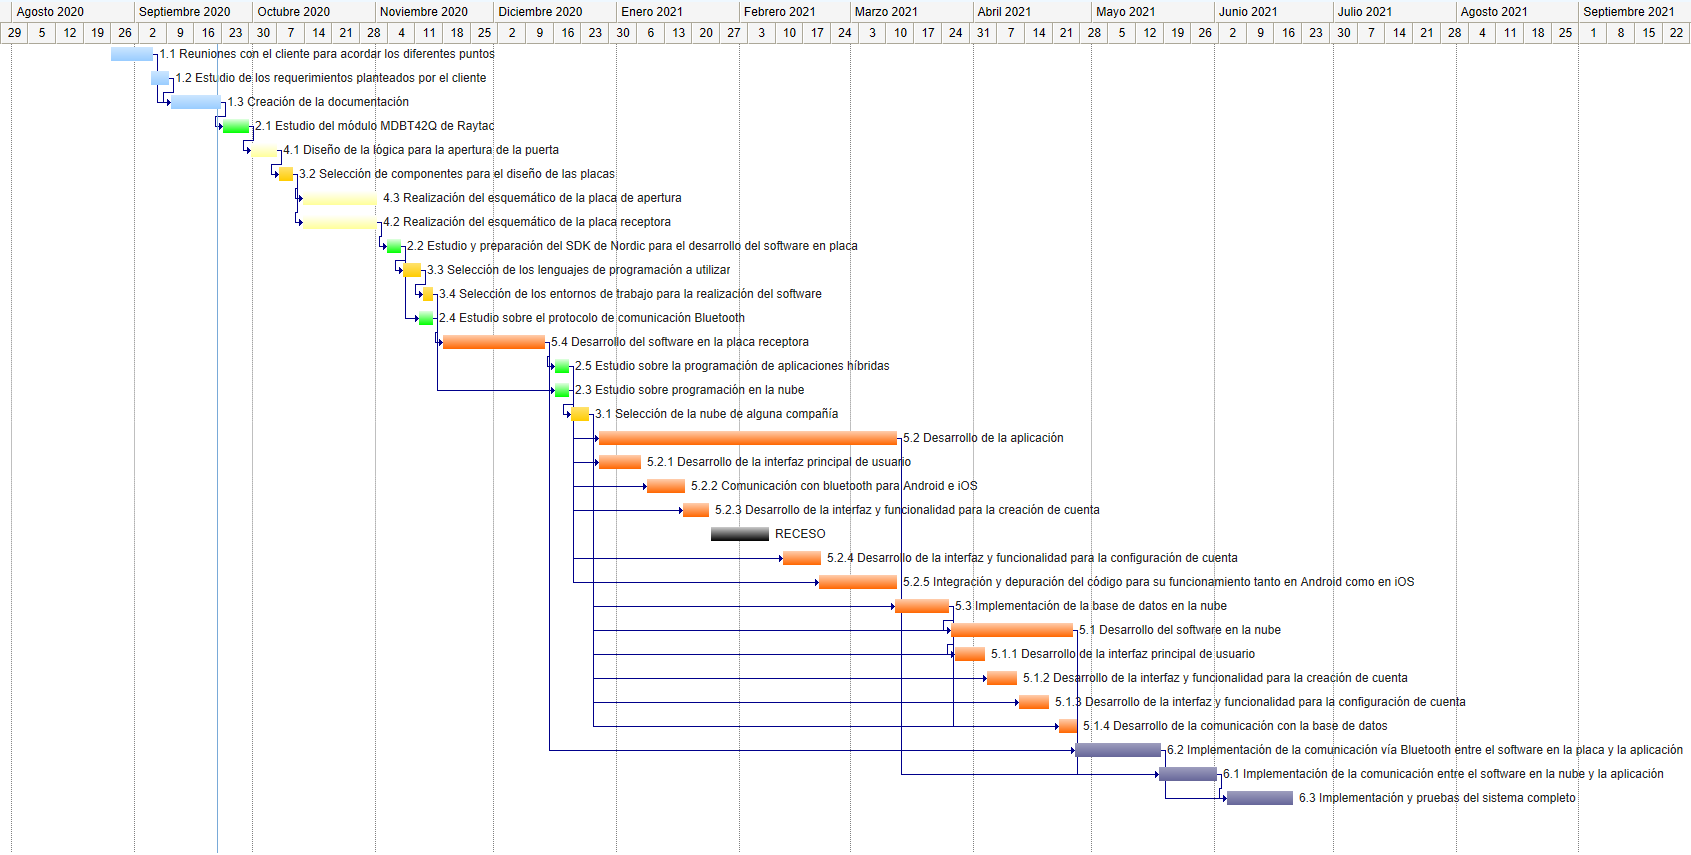 Agosto 2020 Septiembre 2020 Octubre 2020 Noviembre 2020 Diciembre 2020 Enero 2021 Febrero 2021 Marzo 2021 Abril 2021 Mayo 2021 Junio 2021 Julio 2021 Agosto 2021 Septiembre 2021
29 5 12 19 26 2 9 16 23 30 7 14 21 28 4 11 18 25 2 9 16 23 30 6 13 20 27 3 10 17 24 3 10 17 24 31 7 14 21 28 5 12 19 26 2 9 16 23 30 7 14 21 28 4 11 18 25 1 8 15 22
1.1 Reuniones con el cliente para acordar los diferentes puntos
1.2 Estudio de los requerimientos planteados por el cliente
1.3 Creación de la documentación
2.1 Estudio del módulo MDBT42Q de Raytac
4.1 Diseño de la lógica para la apertura de la puerta
3.2 Selección de componentes para el diseño de las placas
4.3 Realización del esquemático de la placa de apertura
4.2 Realización del esquemático de la placa receptora
2.2 Estudio y preparación del SDK de Nordic para el desarrollo del software en placa
3.3 Selección de los lenguajes de programación a utilizar
3.4 Selección de los entornos de trabajo para la realización del software
2.4 Estudio sobre el protocolo de comunicación Bluetooth
5.4 Desarrollo del software en la placa receptora
2.5 Estudio sobre la programación de aplicaciones híbridas
2.3 Estudio sobre programación en la nube
3.1 Selección de la nube de alguna compañía
5.2 Desarrollo de la aplicación
5.2.1 Desarrollo de la interfaz principal de usuario
5.2.2 Comunicación con bluetooth para Android e iOS
5.2.3 Desarrollo de la interfaz y funcionalidad para la creación de cuenta
RECESO
5.2.4 Desarrollo de la interfaz y funcionalidad para la configuración de cuenta
5.2.5 Integración y depuración del código para su funcionamiento tanto en Android como en iOS
5.3 Implementación de la base de datos en la nube
5.1 Desarrollo del software en la nube
5.1.1 Desarrollo de la interfaz principal de usuario
5.1.2 Desarrollo de la interfaz y funcionalidad para la creación de cuenta
5.1.3 Desarrollo de la interfaz y funcionalidad para la configuración de cuenta
5.1.4 Desarrollo de la comunicación con la base de datos
6.2 Implementación de la comunicación vía Bluetooth entre el software en la placa y la aplicación
6.1 Implementación de la comunicación entre el software en la nube y la aplicación
6.3 Implementación y pruebas del sistema completo